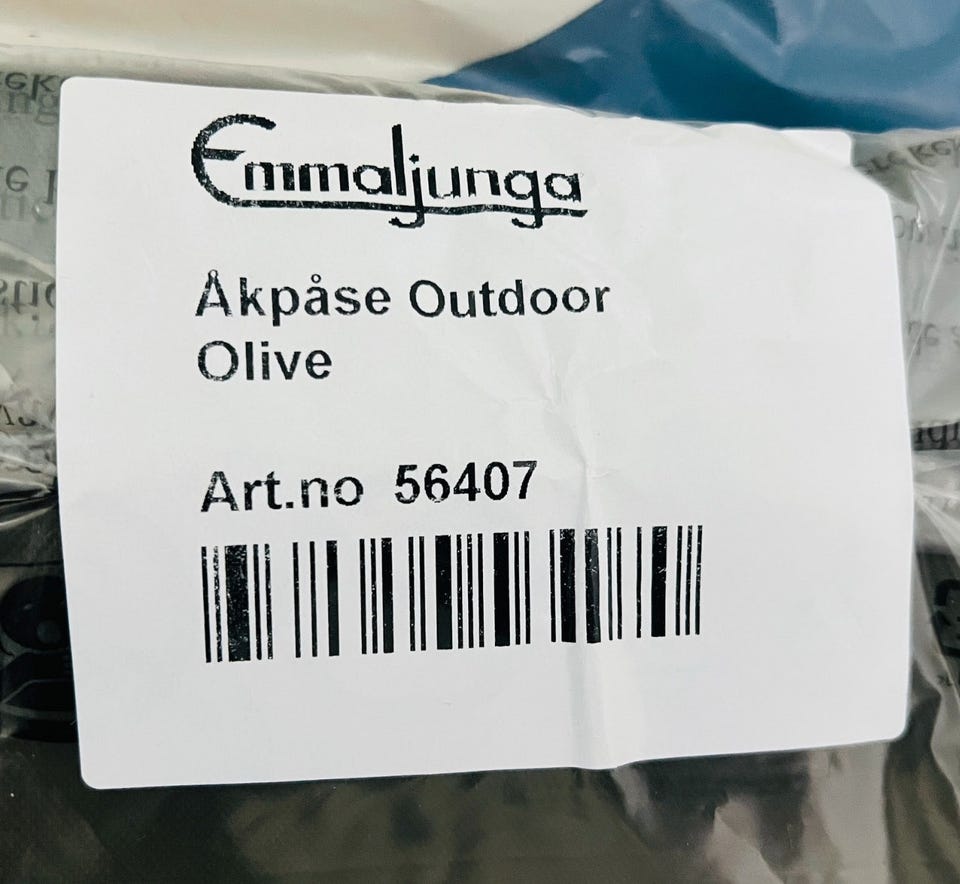 Emmaljunga
Åkpåse Outdoor
Olive
Art.no 56407